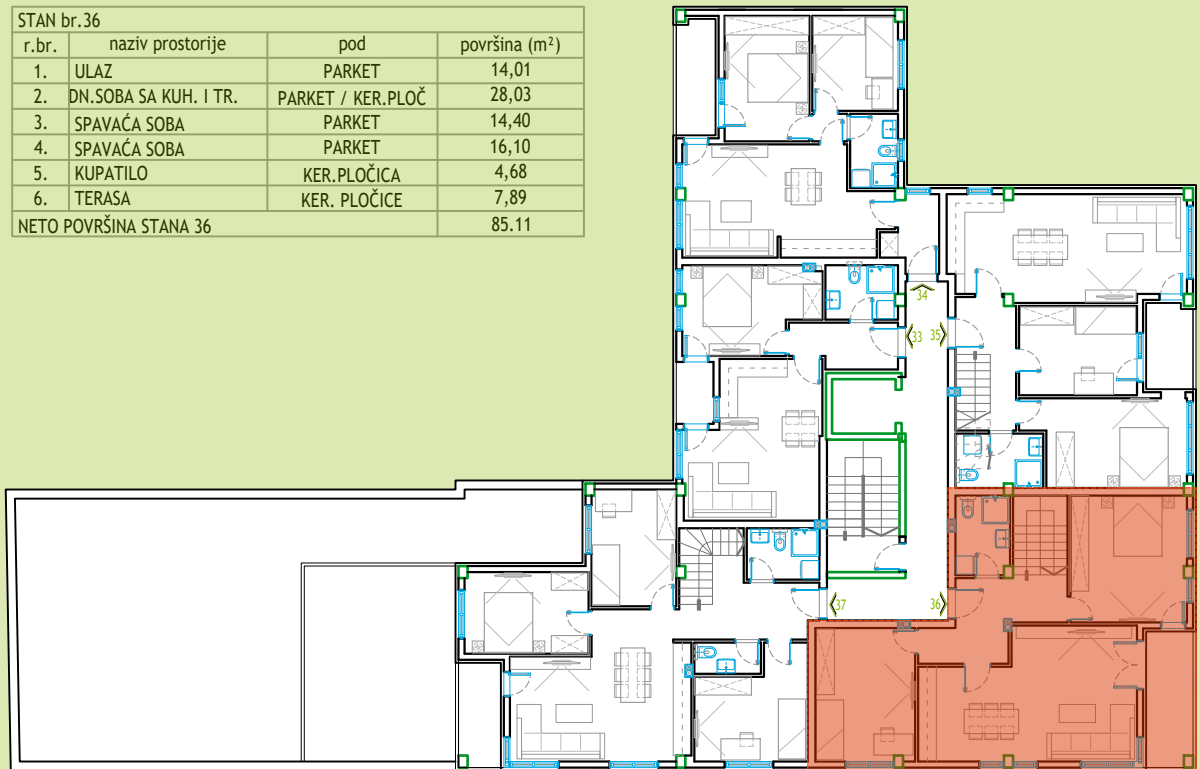 STAN br.36
r.br. naziv prostorije pod površina (m²)
1. ULAZ PARKET 14,01
2. DN.SOBA SA KUH. I TR. PARKET / KER.PLOČ 28,03
3. SPAVAĆA SOBA PARKET 14,40
4. SPAVAĆA SOBA PARKET 16,10
5. KUPATILO KER.PLOČICA 4,68
6. TERASA KER. PLOČICE 7,89
NETO POVRŠINA STANA 36 85.11
34
33 35
37 36